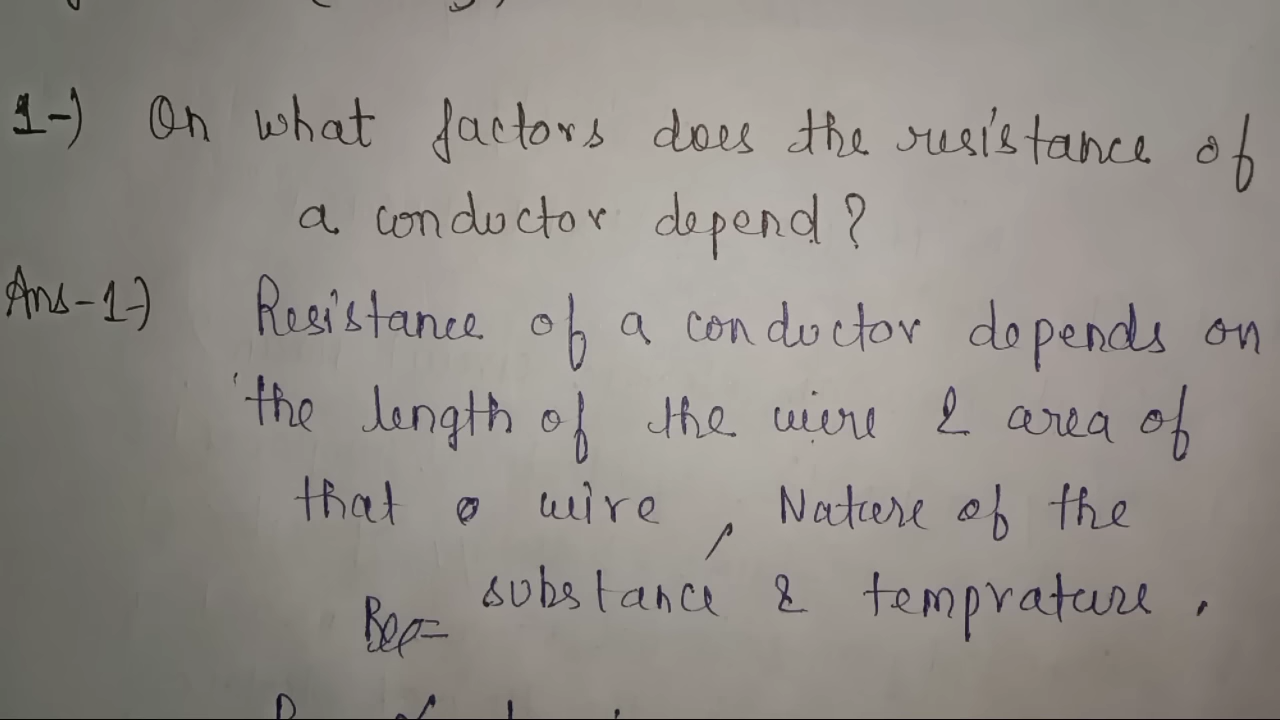 1-) On what factors does the resistance of
a conductor depend?
Ans-1-) Resistance of a conductor depends on
the length of the wire & area of
that wire, Nature of the
substance & temprature.